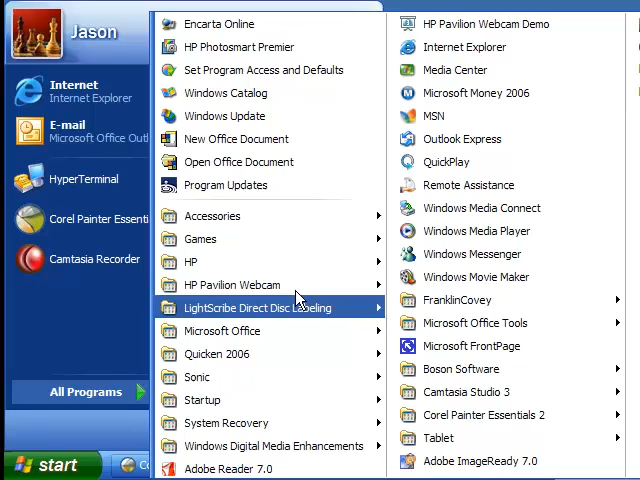 Jason
Internet
Internet Explorer
E-mail
Microsoft Office Outl
HyperTerminal
Corel Painter Essenti
Camtasia Recorder
All Programs
start
Encarta Online
HP Photosmart Premier
Set Program Access and Defaults
Windows Catalog
Windows Update
New Office Document
Open Office Document
Program Updates
Accessories
Games
HP
HP Pavilion Webcam
LightScribe Direct Disc Labeling
Microsoft Office
Quicken 2006
Sonic
Startup
System Recovery
Windows Digital Media Enhancements
Adobe Reader 7.0
HP Pavilion Webcam Demo
Internet Explorer
Media Center
Microsoft Money 2006
MSN
Outlook Express
QuickPlay
Remote Assistance
Windows Media Connect
Windows Media Player
Windows Messenger
Windows Movie Maker
FranklinCovey
Microsoft Office Tools
Microsoft FrontPage
Boson Software
Camtasia Studio 3
Corel Painter Essentials 2
Tablet
Adobe ImageReady 7.0